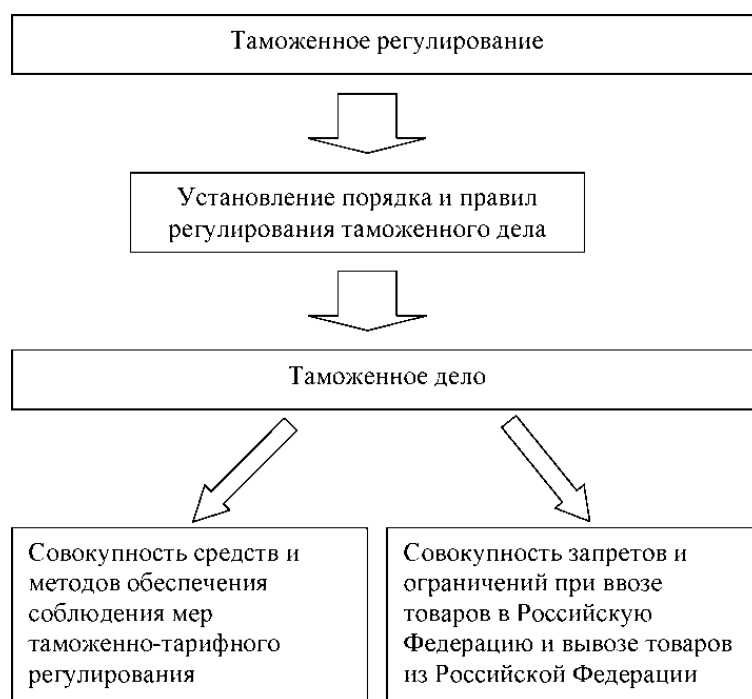 Таможенное регулирование
Установление порядка и правил
регулирования таможенного дела
Таможенное дело
Совокупность средств и
методов обеспечения
соблюдения мер
таможенно-тарифного
регулирования
Совокупность запретов и
ограничений при ввозе
товаров в Российскую
Федерацию и вывозе товаров
из Российской Федерации